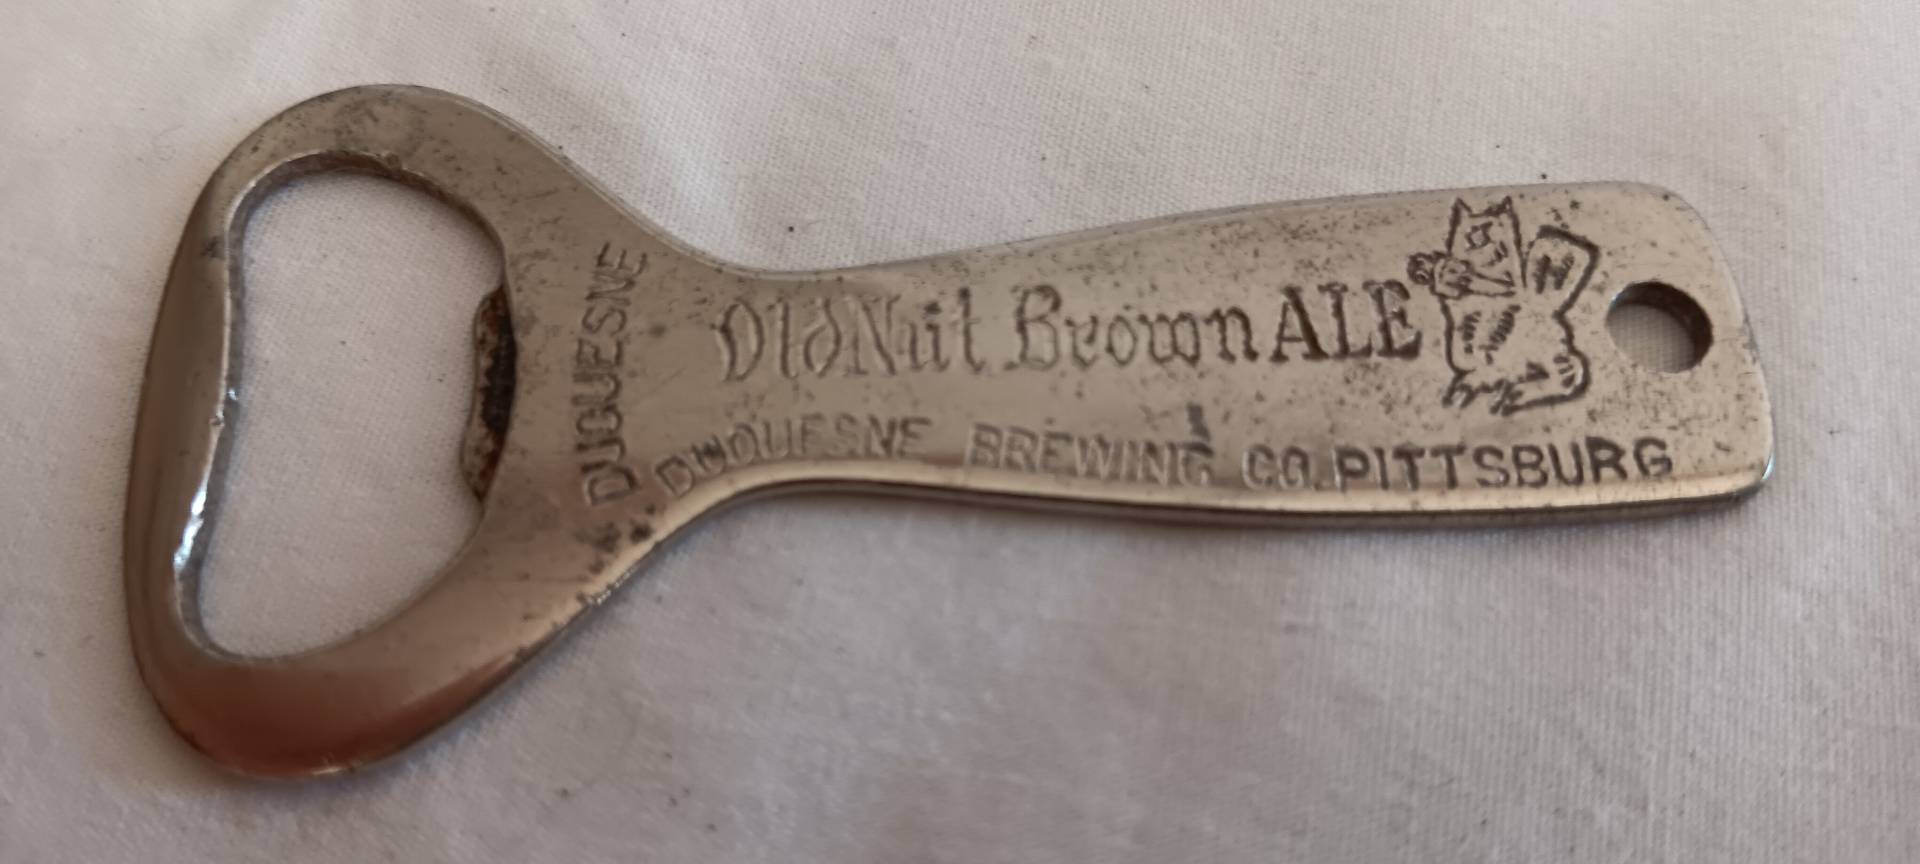 DUQUESNE
Old Nut Brown ALE
DUQUESNE BREWING CO. PITTSBURG